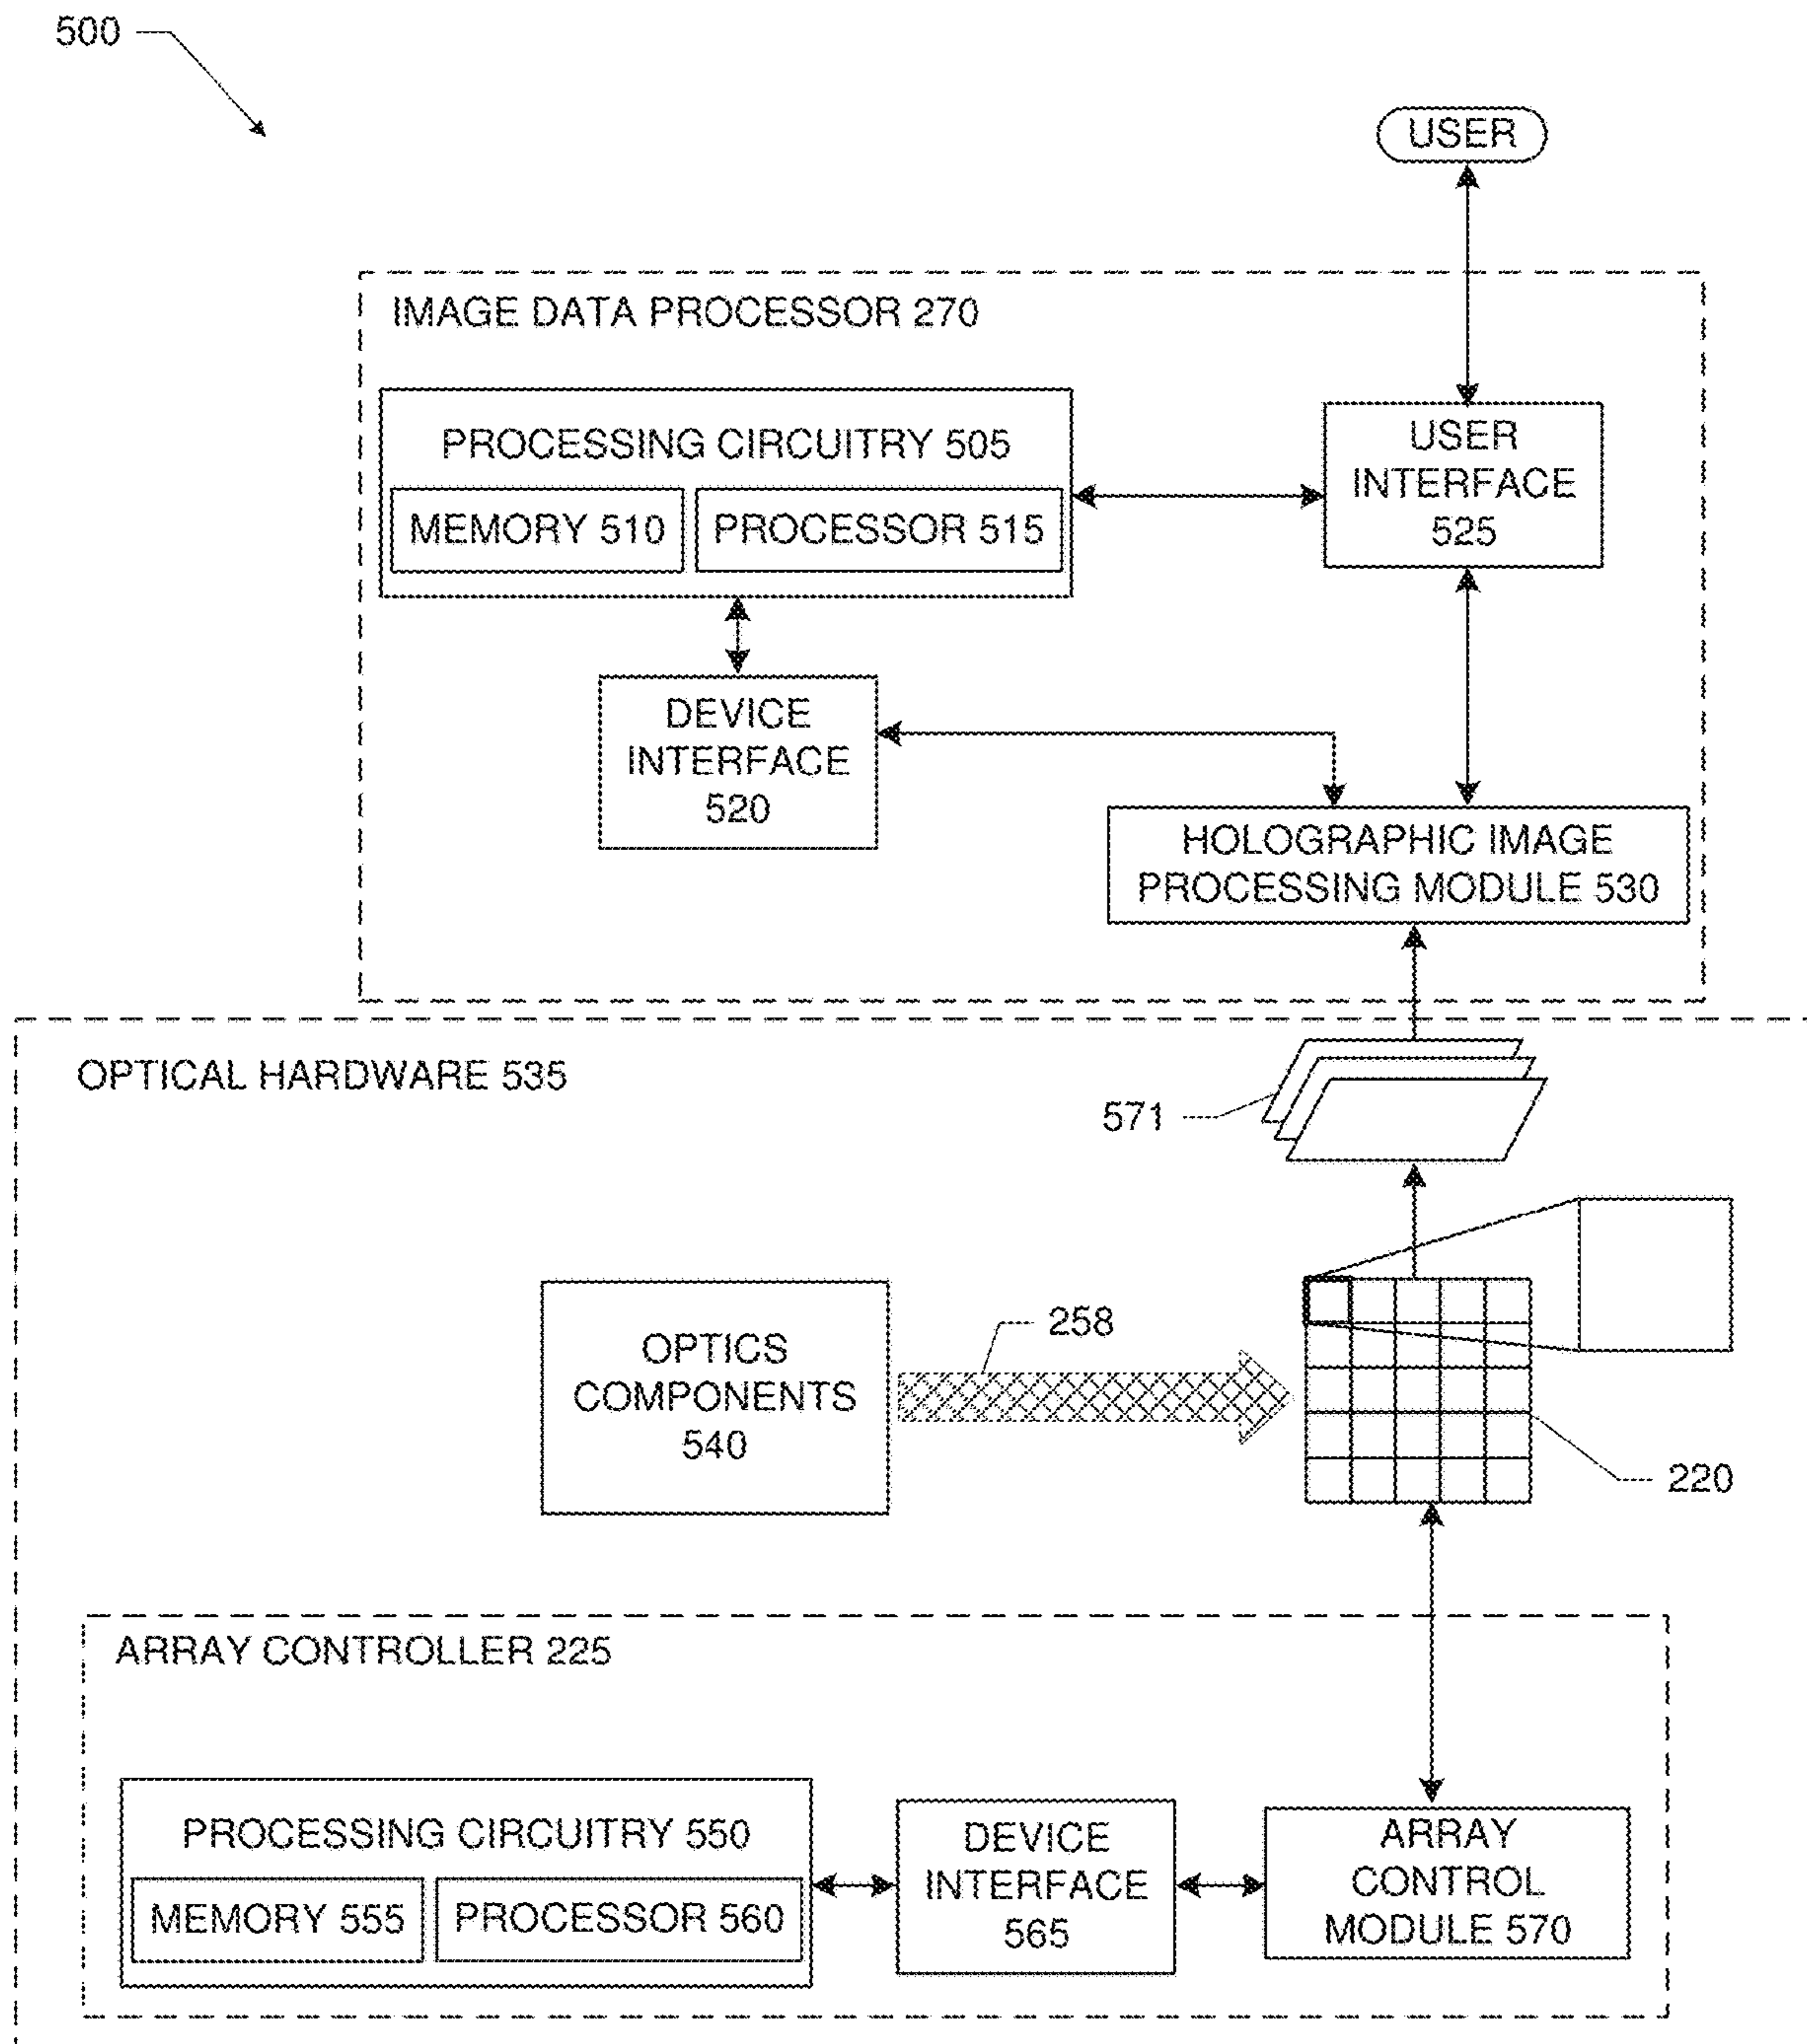 500
USER
IMAGE DATA PROCESSOR 270
PROCESSING CIRCUITRY 505
MEMORY 510
PROCESSOR 515
USER
INTERFACE
525
DEVICE
INTERFACE
520
HOLOGRAPHIC IMAGE
PROCESSING MODULE 530
OPTICAL HARDWARE 535
571
OPTICS
COMPONENTS
540
258
220
ARRAY CONTROLLER 225
PROCESSING CIRCUITRY 550
MEMORY 555
PROCESSOR 560
DEVICE
INTERFACE
565
ARRAY
CONTROL
MODULE 570